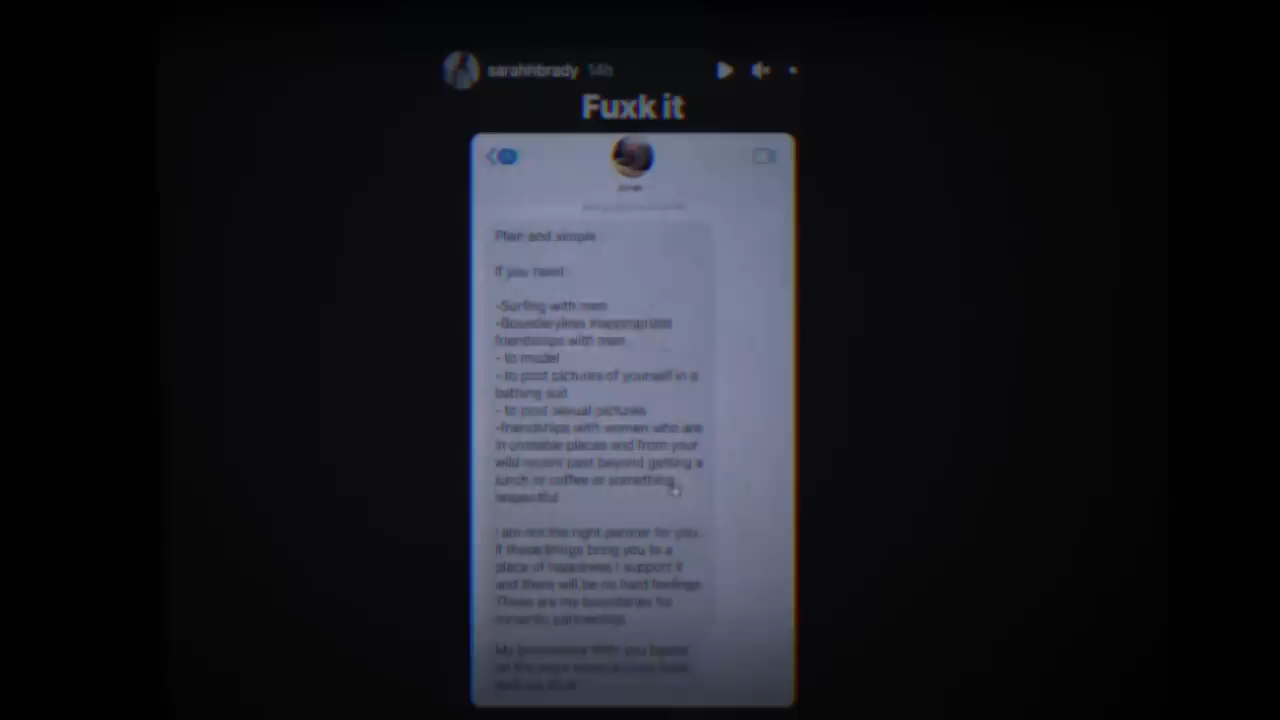 sarahhbrady 14h
Fuxk it
Plain and simple
If you need
-Surfing with men
-Boundaryless inappropriate
friendships with men
- to model
- to post pictures of yourself in a
bathing suit
- to post sexual pictures
-friendships with women who are
in unstable places and from your
wild recent past beyond getting a
lunch or coffee or something
respectful
I am not the right partner for you.
If these things bring you to a
place of happiness I support it
and there will be no hard feelings.
These are my boundaries for
romantic partnership.
My with you